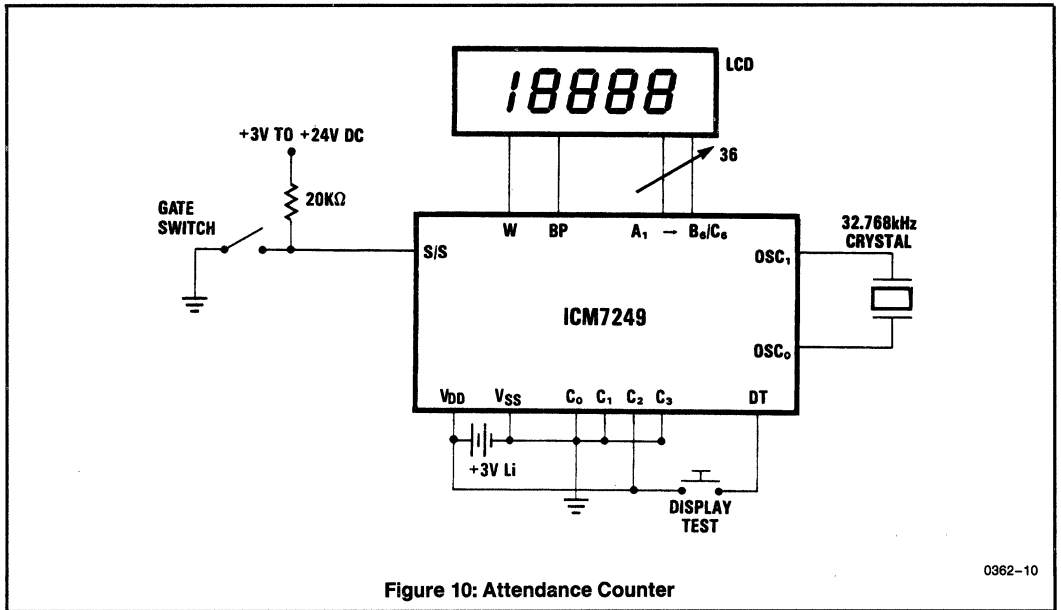 LCD
18888
+3V TO +24V DC
36
20KΩ
GATE
SWITCH
W BP A₁ → B₆/C₆
32.768kHz
CRYSTAL
S/S
OSC₁
ICM7249
OSC₀
VDD VSS C₀ C₁ C₂ C₃ DT
+3V Li
DISPLAY
TEST
0362–10
Figure 10: Attendance Counter